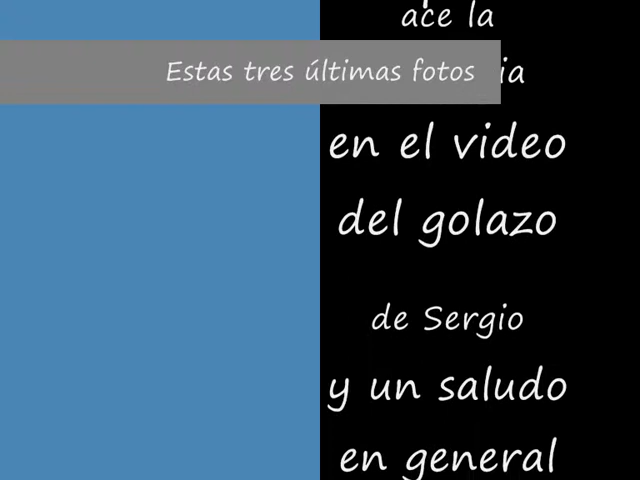 ace la
Estas tres últimas fotos
ia
en el video
del golazo
de Sergio
y un saludo
en general